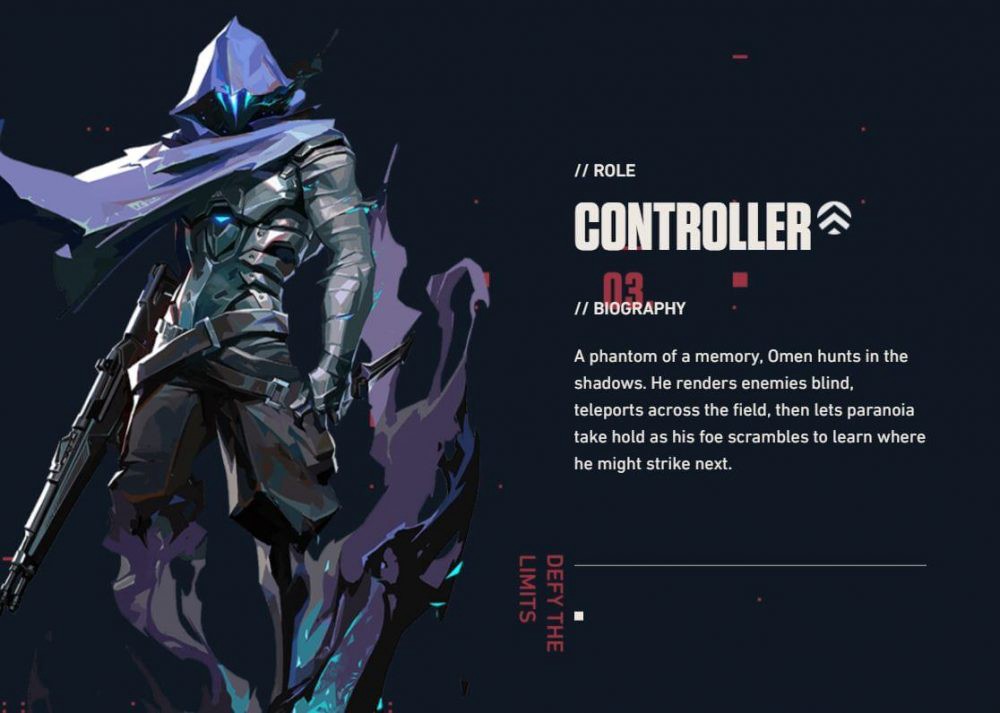 // ROLE
CONTROLLER
03.
// BIOGRAPHY
A phantom of a memory, Omen hunts in the
shadows. He renders enemies blind,
teleports across the field, then lets paranoia
take hold as his foe scrambles to learn where
he might strike next.
DEFY THE
LIMITS